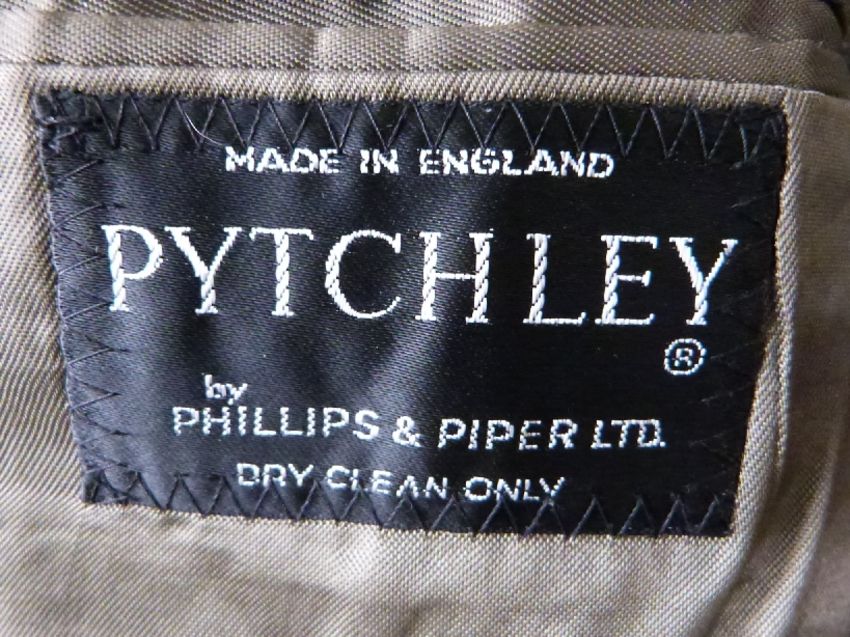 MADE IN ENGLAND
PYTCHLEY
®
by
PHILLIPS & PIPER LTD.
DRY CLEAN ONLY